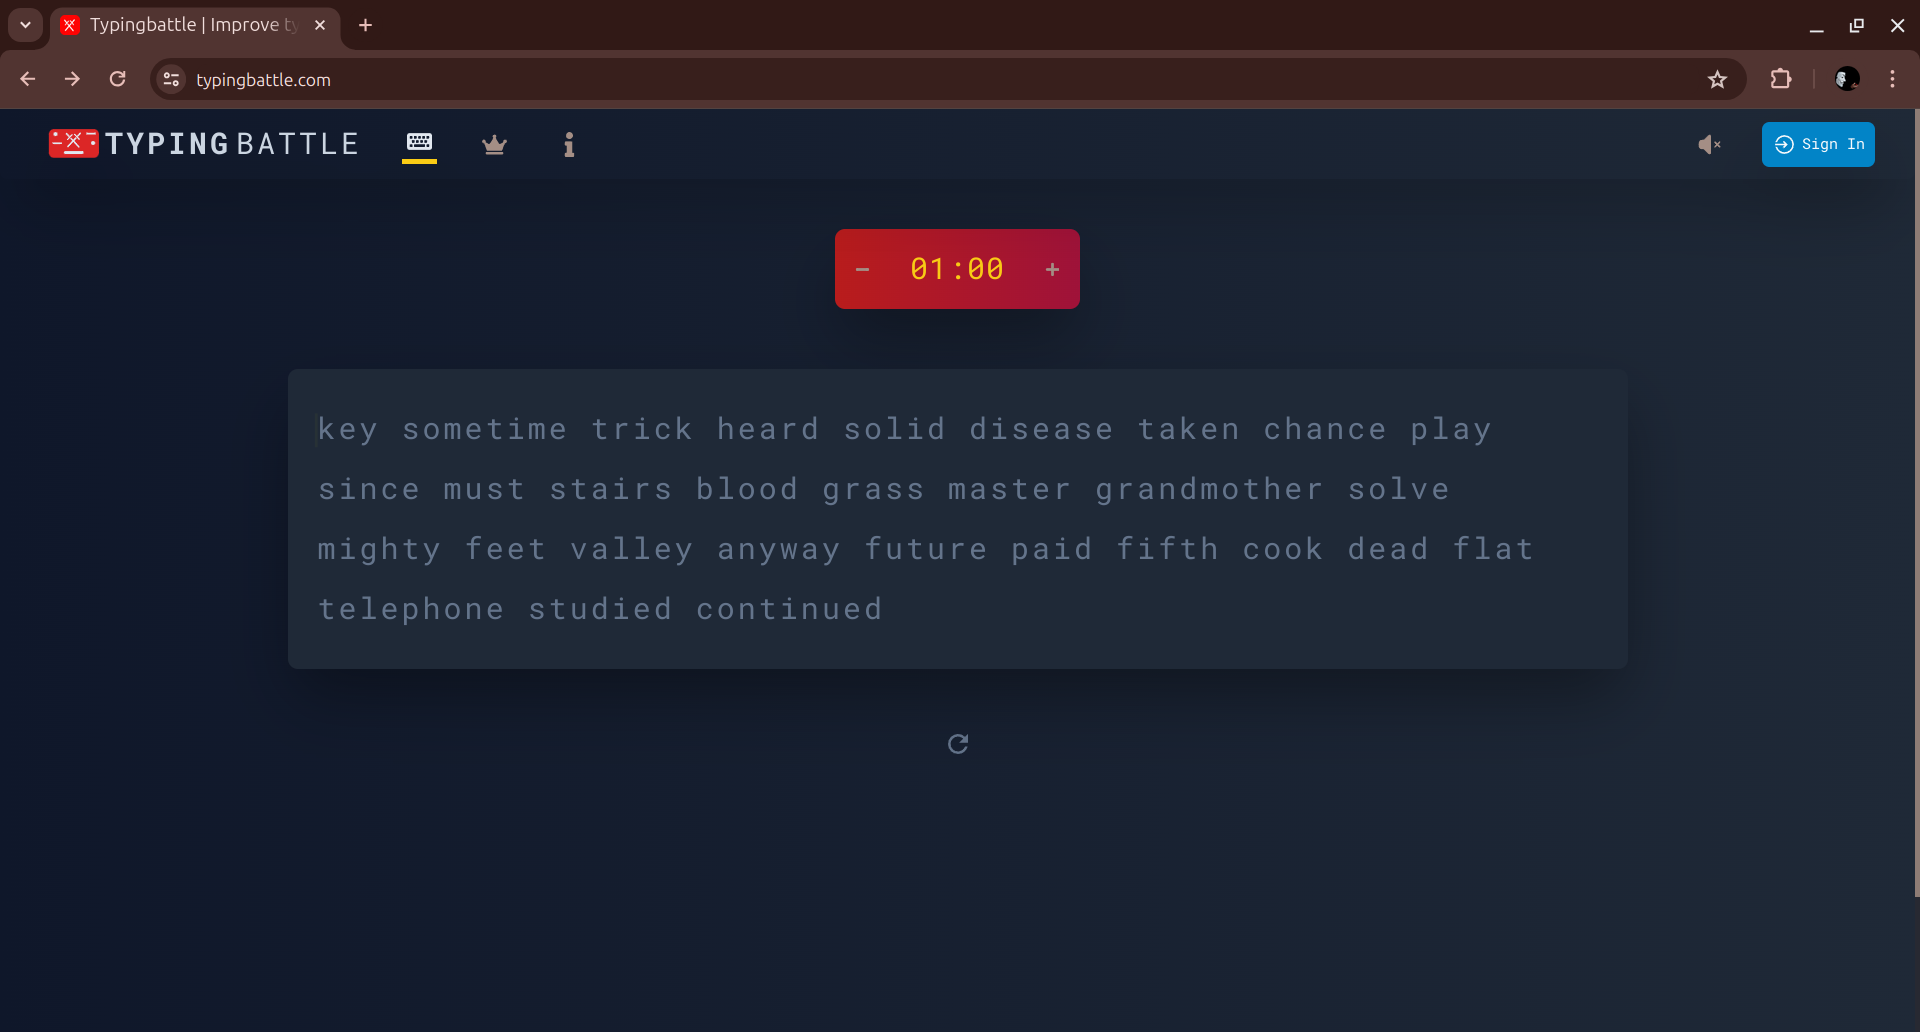 Typingbattle | Improve ty
typingbattle.com
TYPING BATTLE
Sign In
- 01:00 +
key sometime trick heard solid disease taken chance play
since must stairs blood grass master grandmother solve
mighty feet valley anyway future paid fifth cook dead flat
telephone studied continued